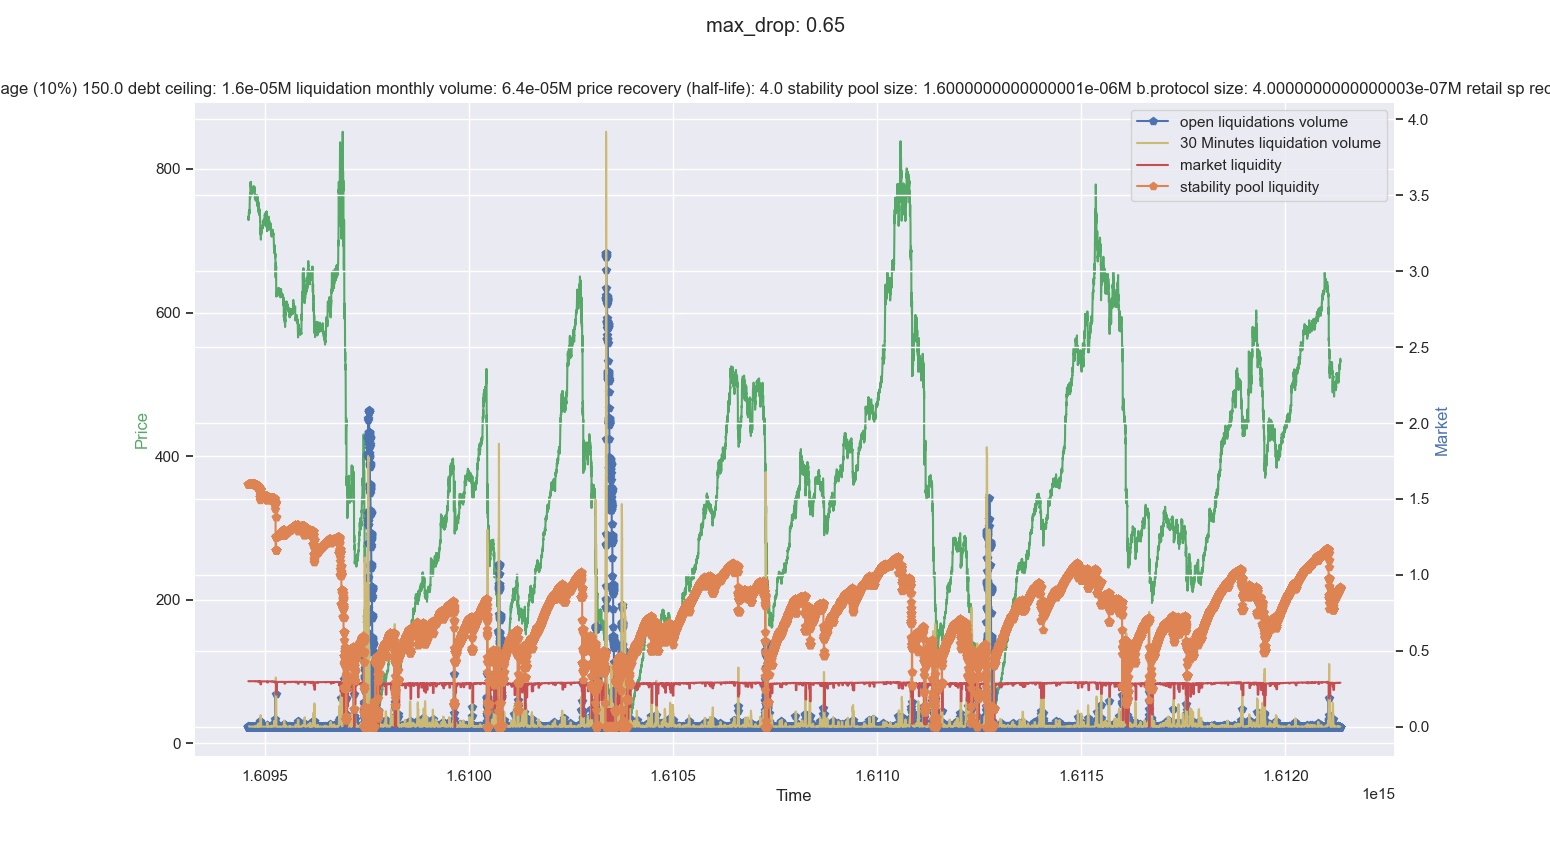 max_drop: 0.65
age (10%) 150.0 debt ceiling: 1.6e-05M liquidation monthly volume: 6.4e-05M price recovery (half-life): 4.0 stability pool size: 1.6000000000000001e-06M b.protocol size: 4.0000000000000003e-07M retail sp rec
open liquidations volume
30 Minutes liquidation volume
market liquidity
stability pool liquidity
800
600
400
200
0
Price
4.0
3.5
3.0
2.5
2.0
1.5
1.0
0.5
0.0
Market
1.6095 1.6100 1.6105 1.6110 1.6115 1.6120
1e15
Time